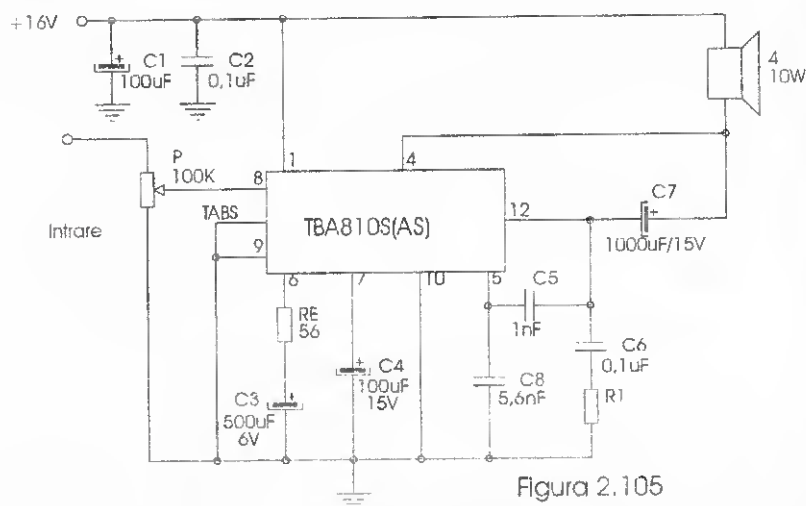 +16V
C1
100uF
C2
0,1uF
4
10W
P
100K
1
4
8
C7
TABS
TBA810S(AS)
12
1000uF/15V
Intrare
9
6
7
10
5
C5
1nF
RE
56
C6
0,1uF
C4
100uF
15V
C8
5,6nF
R1
C3
500uF
6V
Figura 2.105